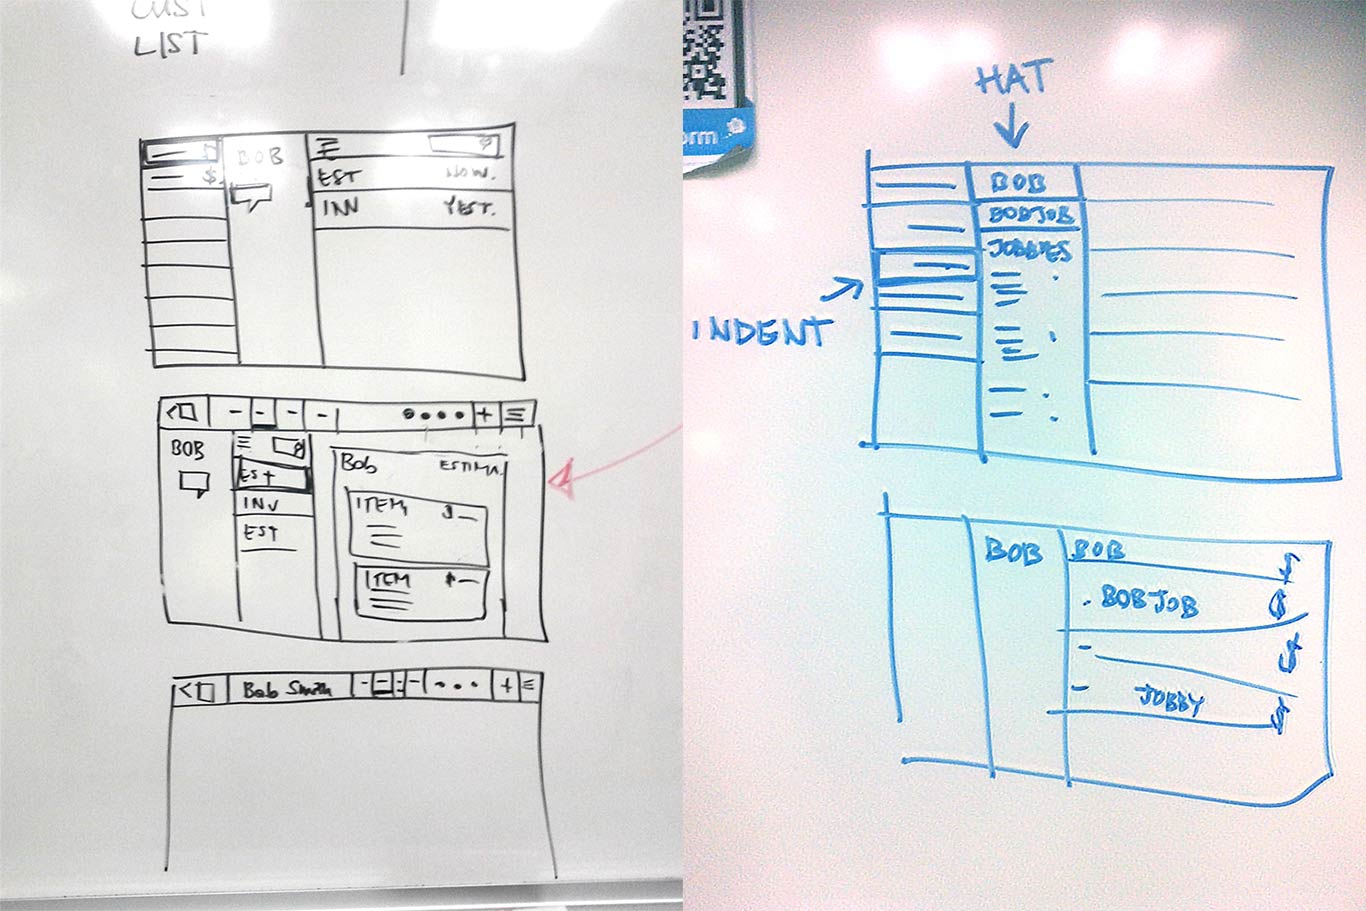 CUST
LIST
BOB
$
EST NOW.
INV YEST.
BOB
EST
INV
EST
Bob ESTIMA.
ITEM $
ITEM $
Bob Smith
orm
HAT
BOB
BOBJOB
JOBBIES
INDENT
BOB
BOB
BOBJOB
JOBBY